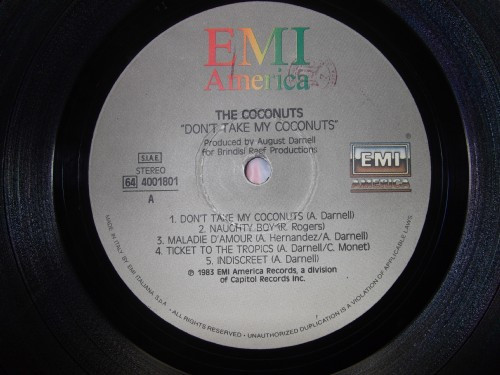 EMI
America
THE COCONUTS
"DON'T TAKE MY COCONUTS"
Produced by August Darnell
for Brindisi Reef Productions
S.I.A.E.
STEREO
64 4001801
A
EMI
AMERICA
1. DON'T TAKE MY COCONUTS (A. Darnell)
2. NAUGHTY BOY (R. Rogers)
3. MALADIE D'AMOUR (A. Hernandez/A. Darnell)
4. TICKET TO THE TROPICS (A. Darnell/C. Monet)
5. INDISCREET (A. Darnell)
℗ 1983 EMI America Records, a division
of Capitol Records Inc.
MADE IN ITALY BY EMI ITALIANA S.p.A • ALL RIGHTS RESERVED • UNAUTHORIZED DUPLICATION IS A VIOLATION OF APPLICABLE LAWS